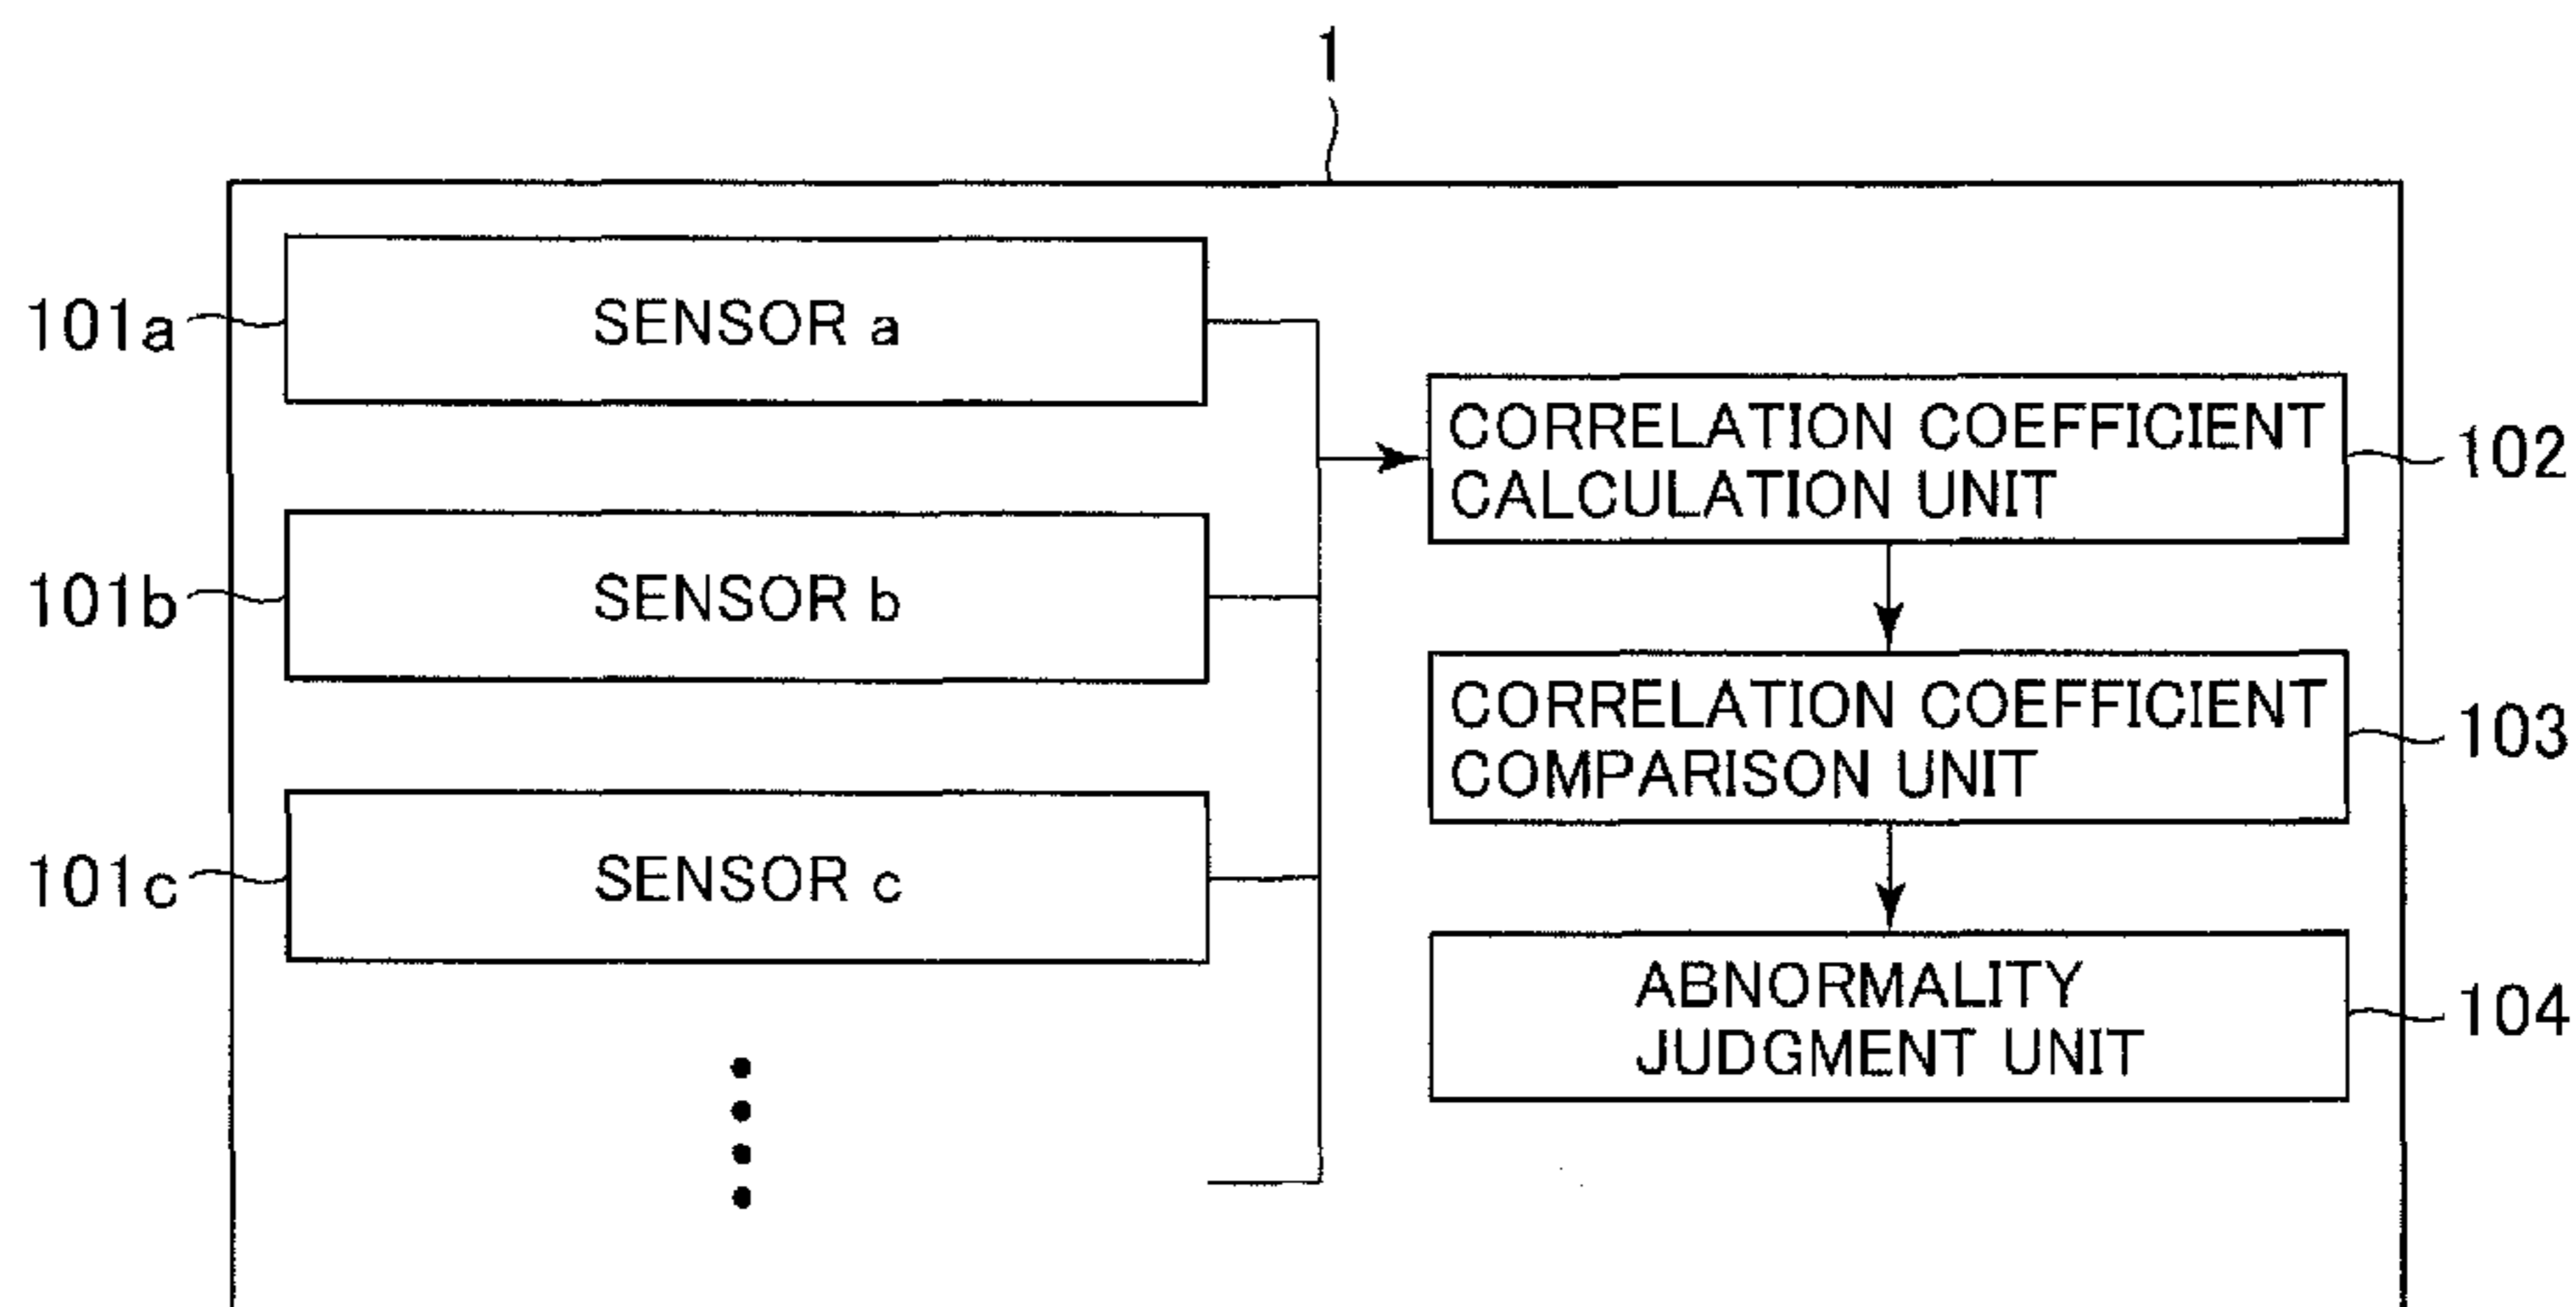 1
101a
SENSOR a
101b
SENSOR b
101c
SENSOR c
CORRELATION COEFFICIENT
CALCULATION UNIT
102
CORRELATION COEFFICIENT
COMPARISON UNIT
103
ABNORMALITY
JUDGMENT UNIT
104